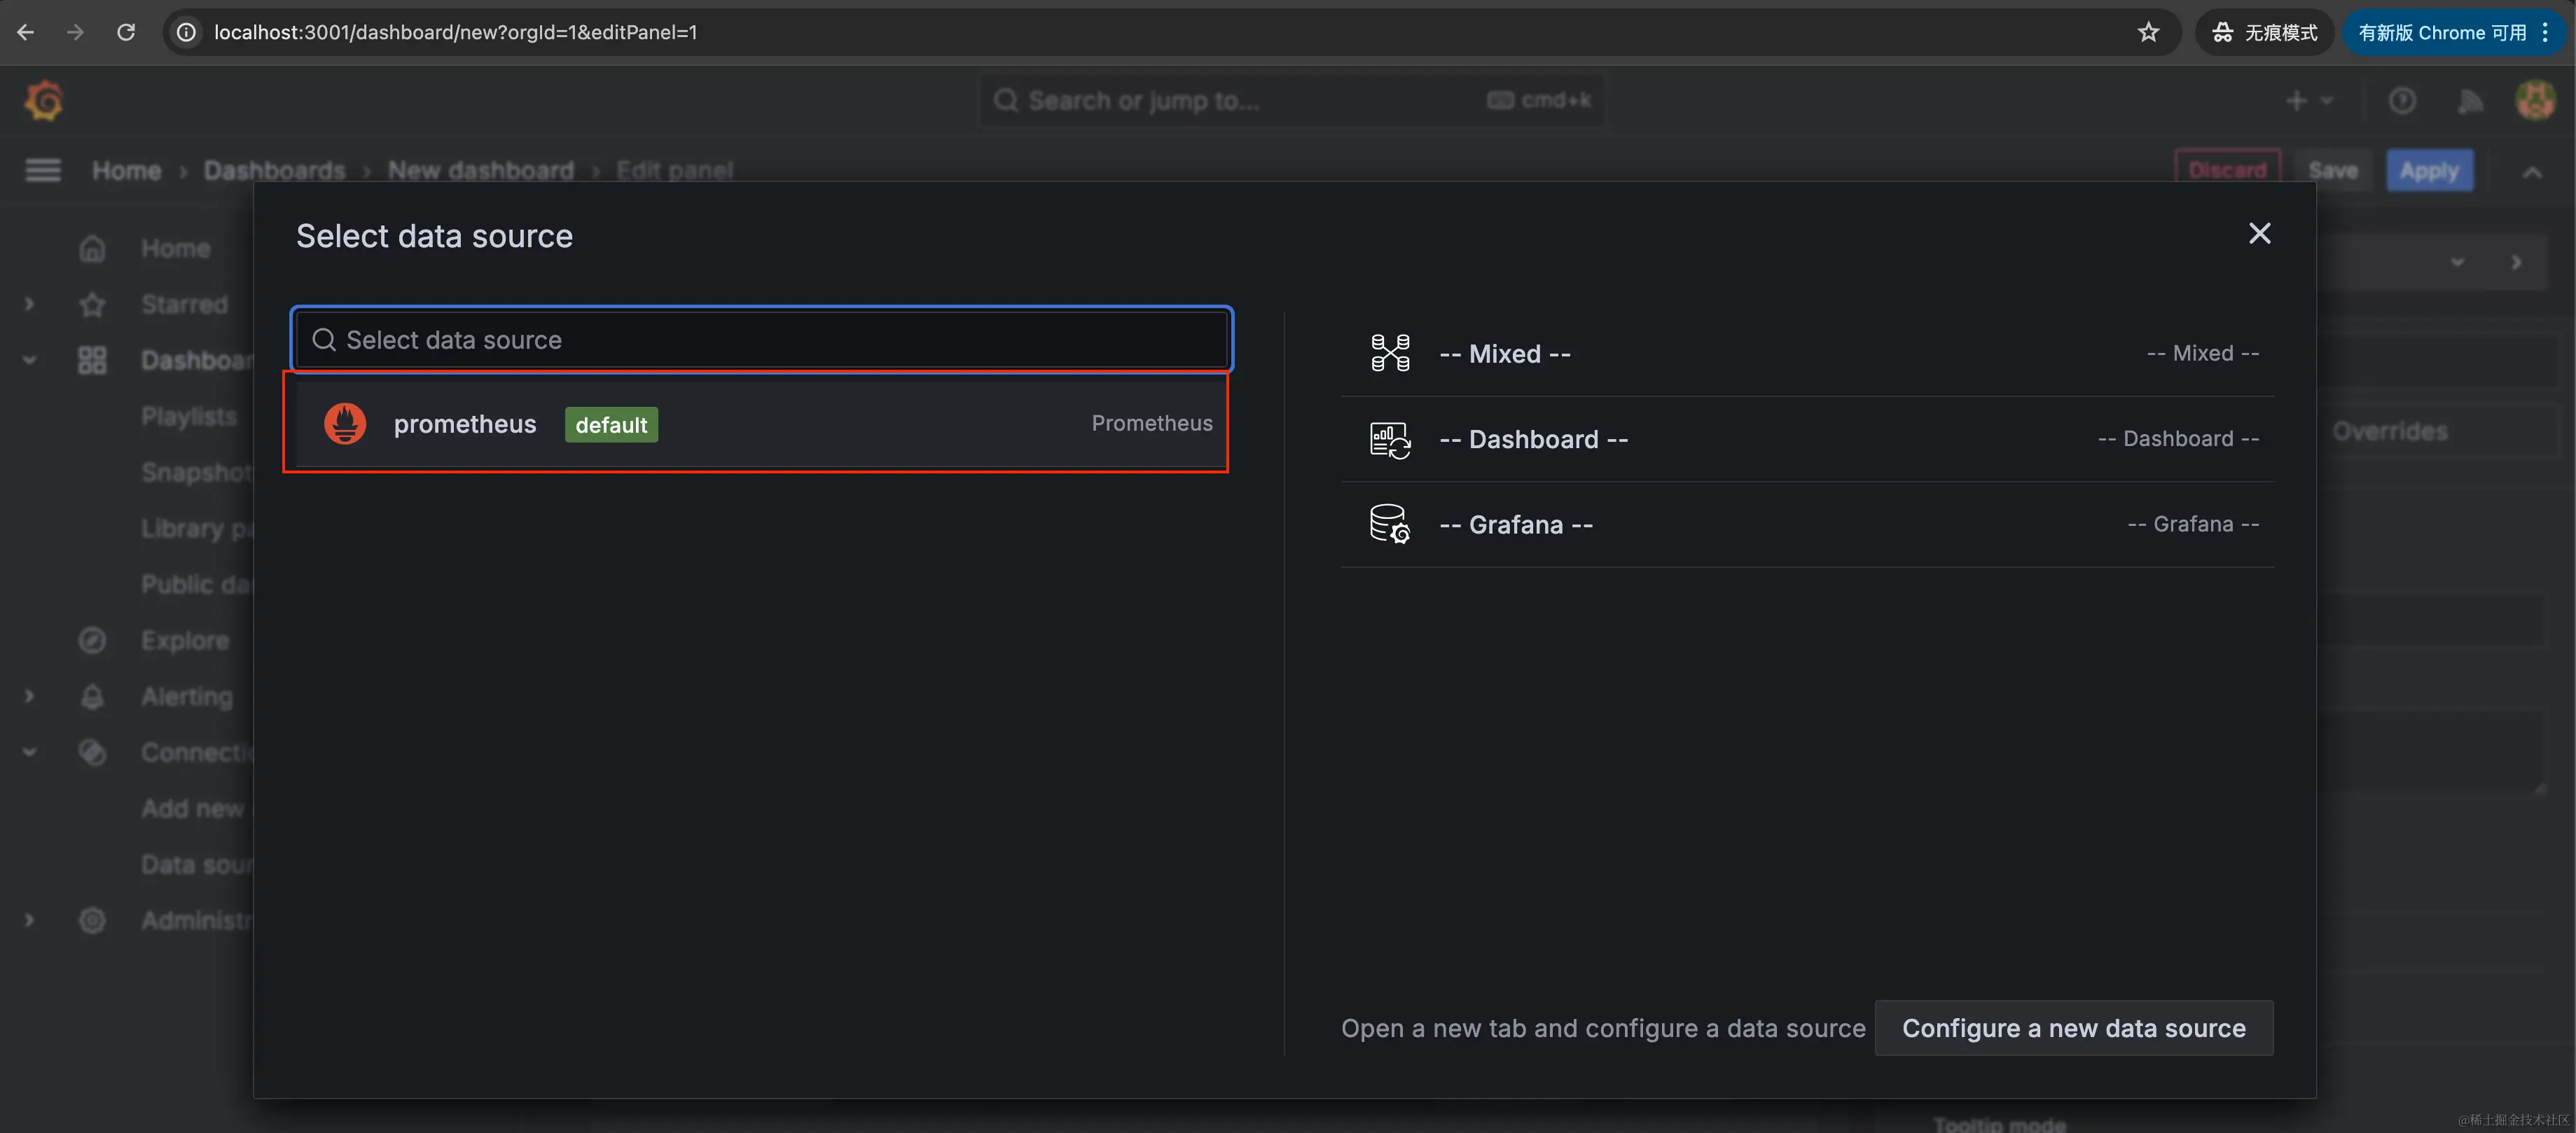 localhost:3001/dashboard/new?orgId=1&editPanel=1
无痕模式
有新版 Chrome 可用
Search or jump to...
cmd+k
Home › Dashboards › New dashboard › Edit panel
Discard
Save
Apply
Select data source
Home
Starred
Dashboar
Playlists
Snapshot
Library pa
Public das
Explore
Alerting
Connectio
Add new
Data sour
Administr
Select data source
prometheus
default
Prometheus
-- Mixed --
-- Mixed --
-- Dashboard --
-- Dashboard --
-- Grafana --
-- Grafana --
Overrides
Open a new tab and configure a data source
Configure a new data source
Tooltip mode
@稀土掘金技术社区